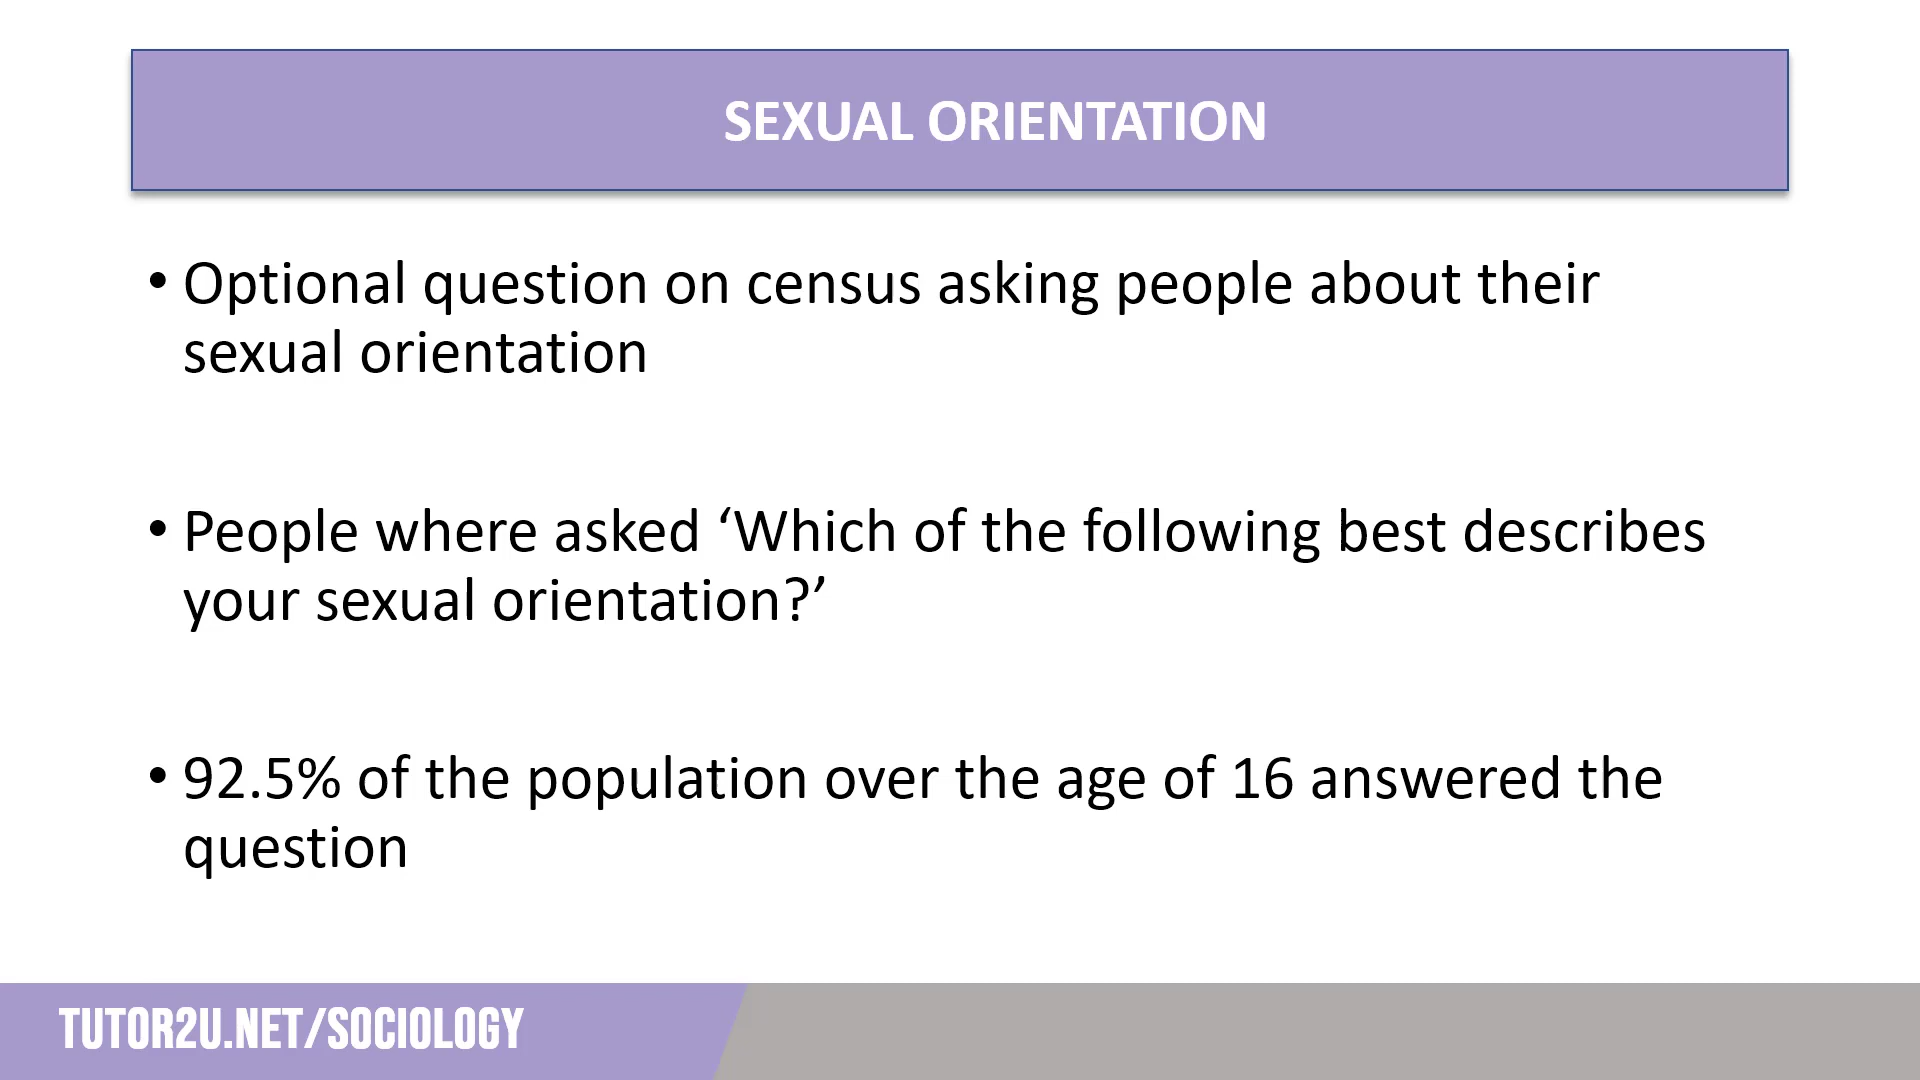 SEXUAL ORIENTATION
• Optional question on census asking people about their
sexual orientation
• People where asked ‘Which of the following best describes
your sexual orientation?’
• 92.5% of the population over the age of 16 answered the
question
TUTOR2U.NET/SOCIOLOGY